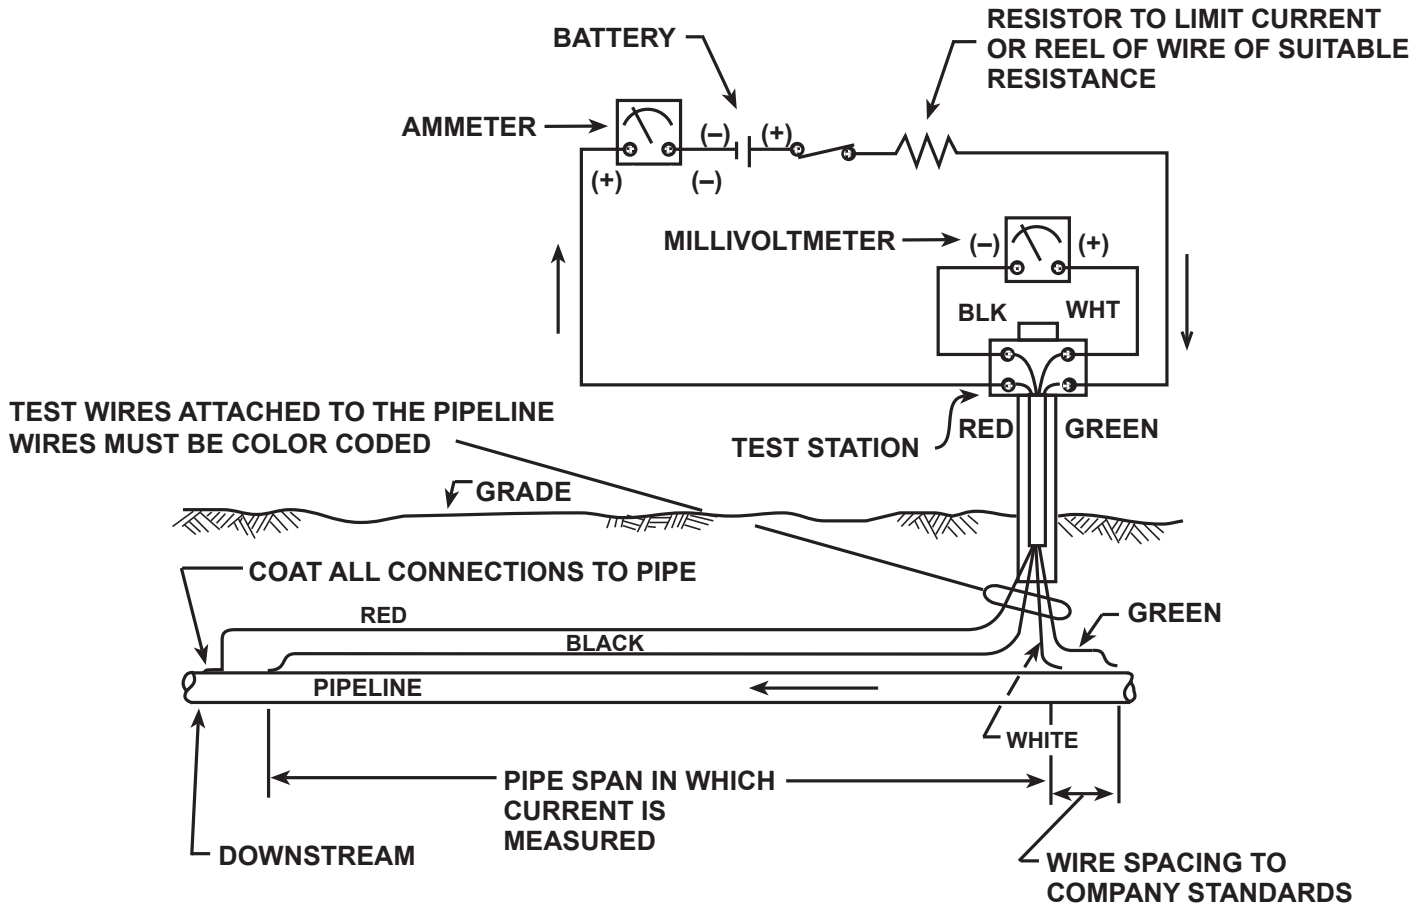 RESISTOR TO LIMIT CURRENT
OR REEL OF WIRE OF SUITABLE
RESISTANCE
BATTERY
AMMETER
(–)
(+)
(+)
(–)
MILLIVOLTMETER
(–)
(+)
BLK
WHT
TEST WIRES ATTACHED TO THE PIPELINE
WIRES MUST BE COLOR CODED
RED
GREEN
TEST STATION
GRADE
COAT ALL CONNECTIONS TO PIPE
RED
GREEN
BLACK
PIPELINE
WHITE
PIPE SPAN IN WHICH
CURRENT IS
MEASURED
DOWNSTREAM
WIRE SPACING TO
COMPANY STANDARDS